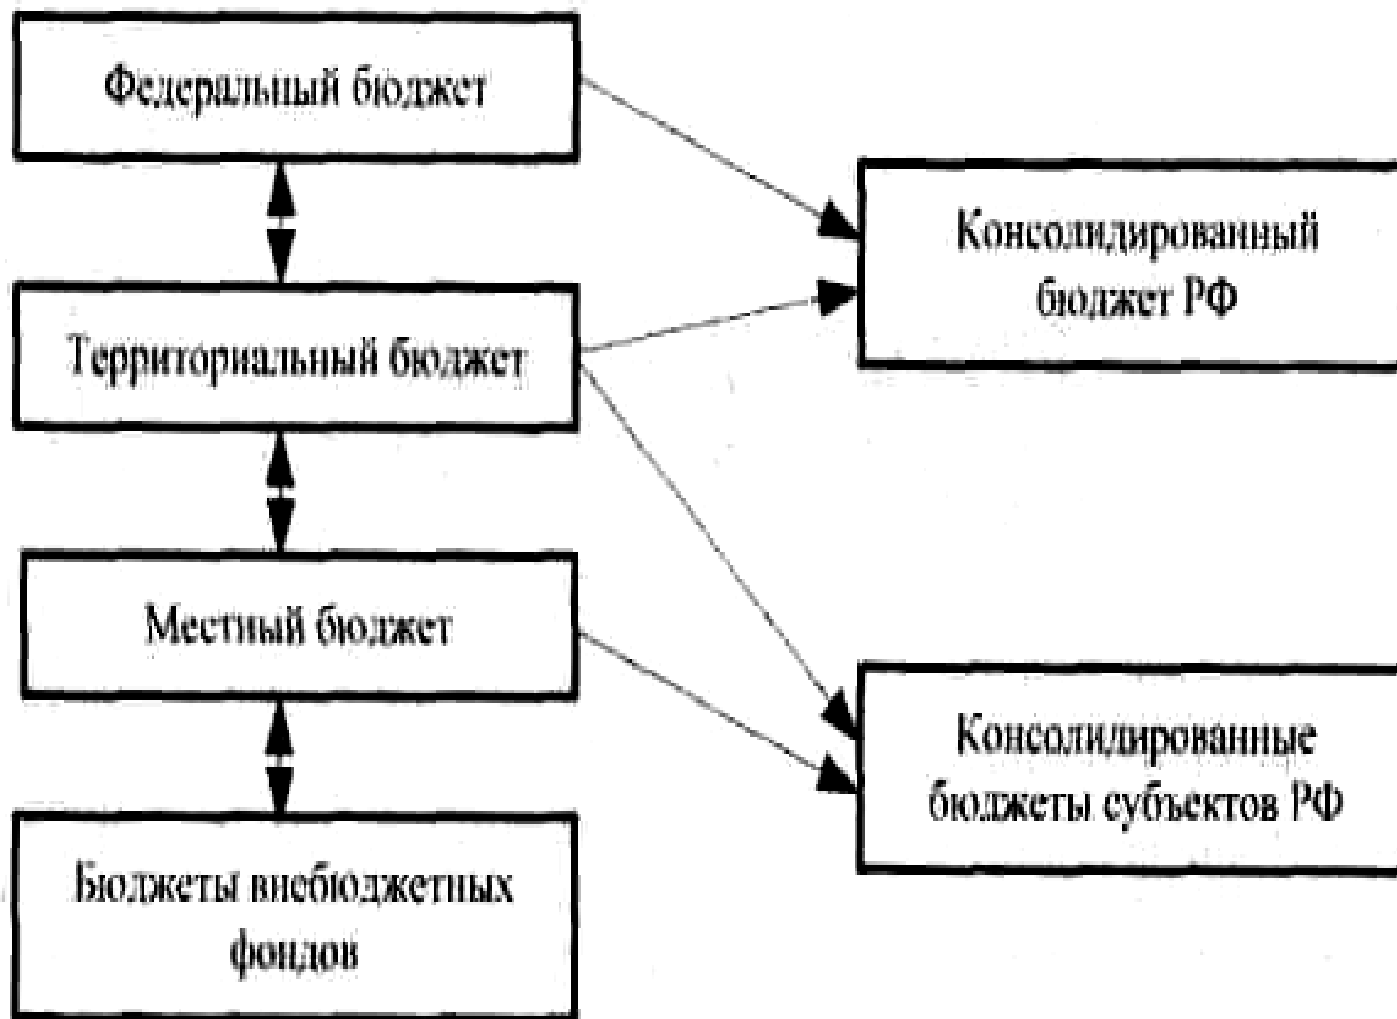 Федеральный бюджет
Консолидированный
бюджет РФ
Территориальный бюджет
Местный бюджет
Консолидированные
бюджеты субъектов РФ
Бюджеты внебюджетных
фондов